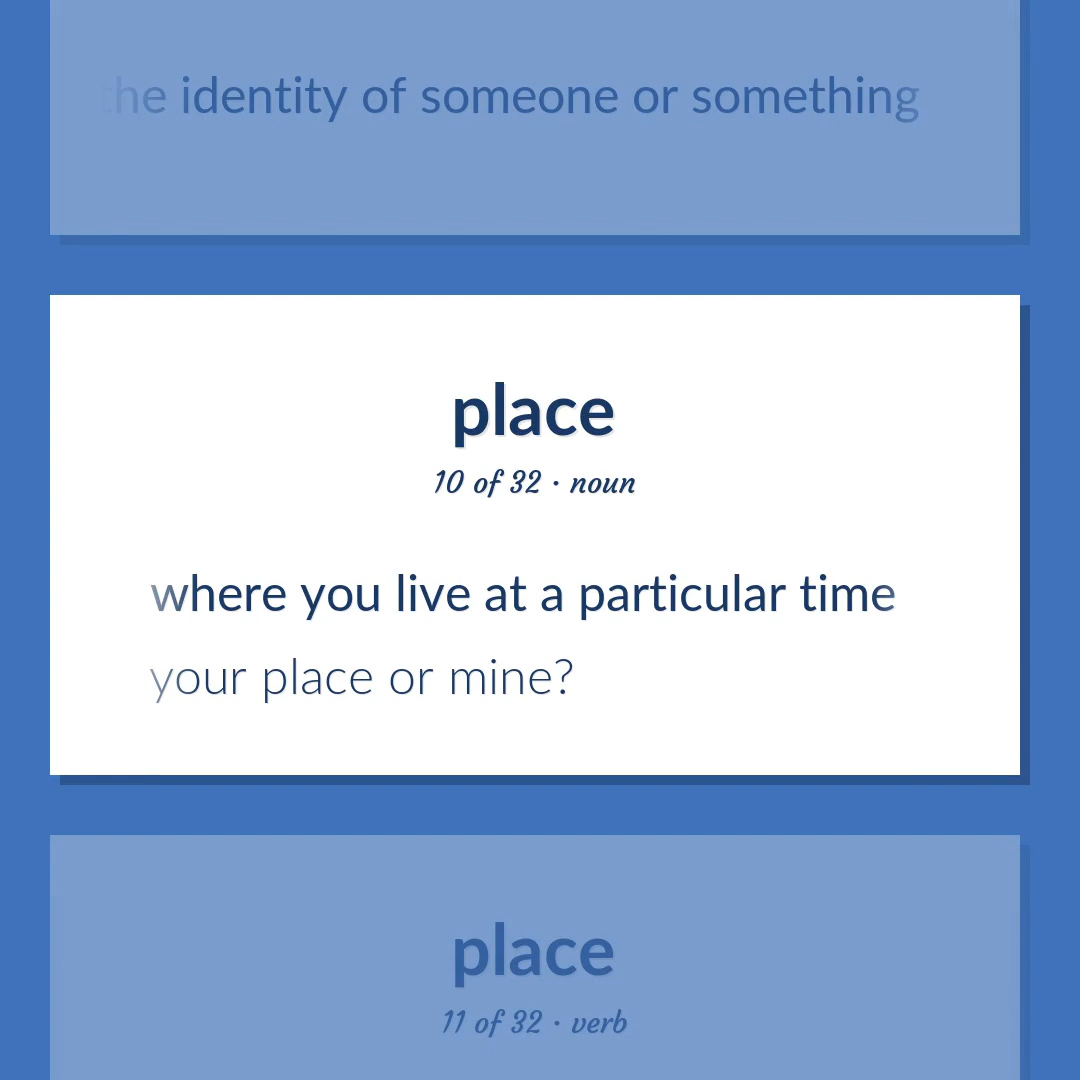 the identity of someone or something
place
10 of 32 · noun
where you live at a particular time
your place or mine?
place
11 of 32 · verb